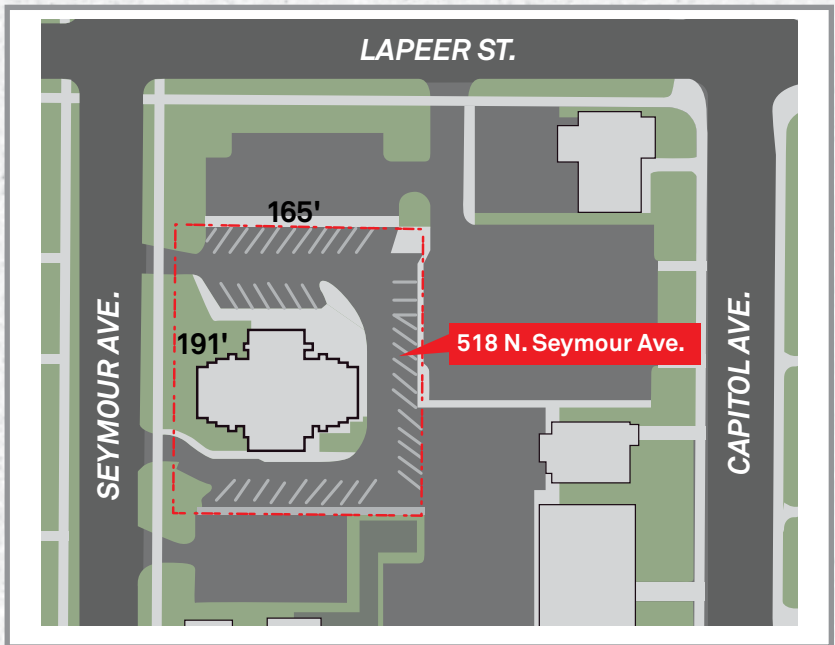 LAPEER ST.
165'
SEYMOUR AVE.
191'
518 N. Seymour Ave.
CAPITOL AVE.